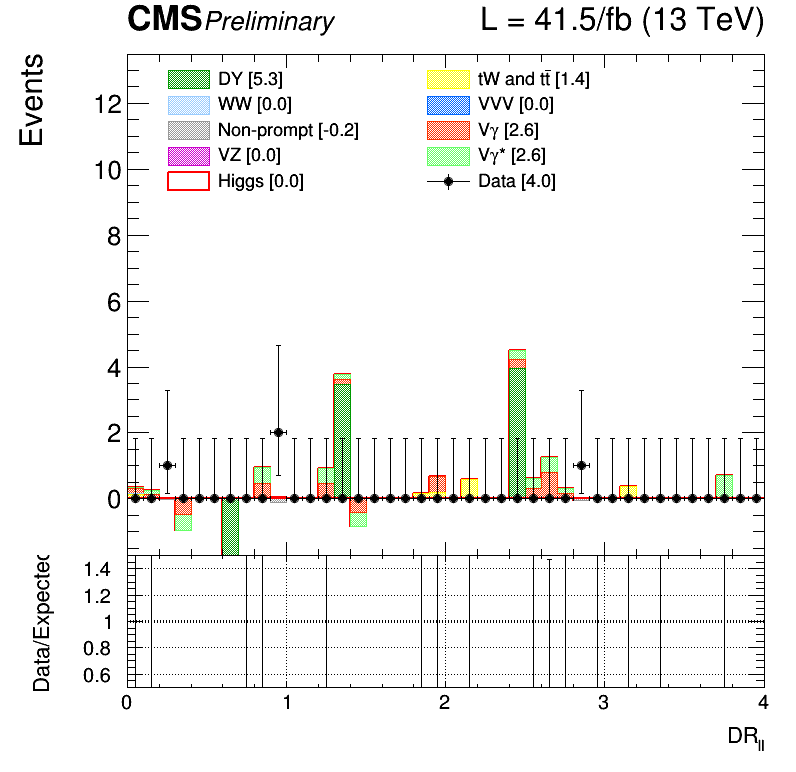 CMS Preliminary L = 41.5/fb (13 TeV)
Events
DY [5.3]
WW [0.0]
Non-prompt [-0.2]
VZ [0.0]
Higgs [0.0]
tW and tt̄ [1.4]
VVV [0.0]
Vγ [2.6]
Vγ* [2.6]
Data [4.0]
12
10
8
6
4
2
0
Data/Expected
1.4
1.2
1
0.8
0.6
0 1 2 3 4
DR_ll